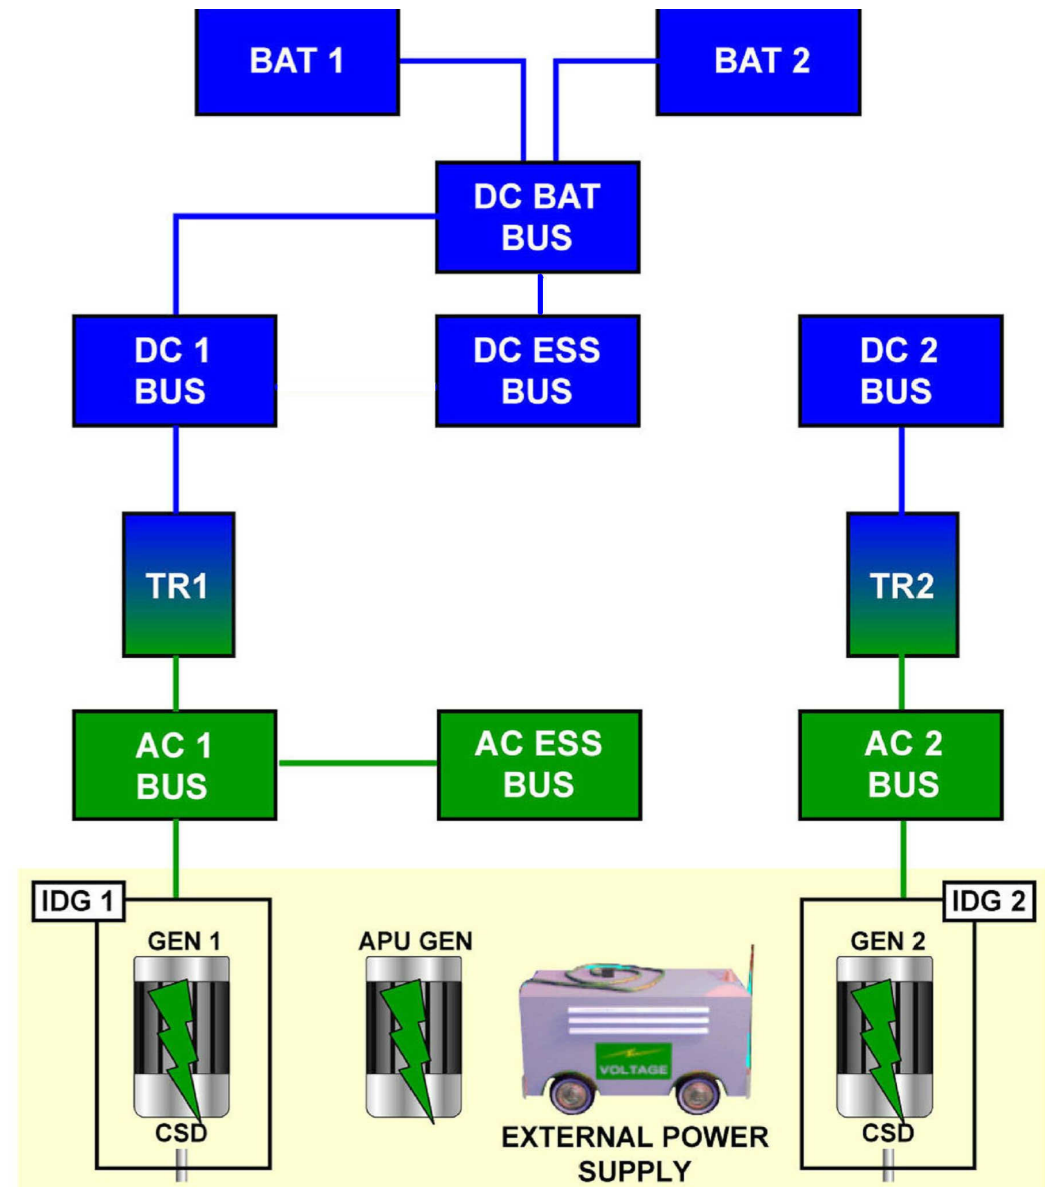 BAT 1
BAT 2
DC BAT
BUS
DC 1
BUS
DC ESS
BUS
DC 2
BUS
TR1
TR2
AC 1
BUS
AC ESS
BUS
AC 2
BUS
IDG 1
GEN 1
CSD
APU GEN
VOLTAGE
EXTERNAL POWER
SUPPLY
IDG 2
GEN 2
CSD